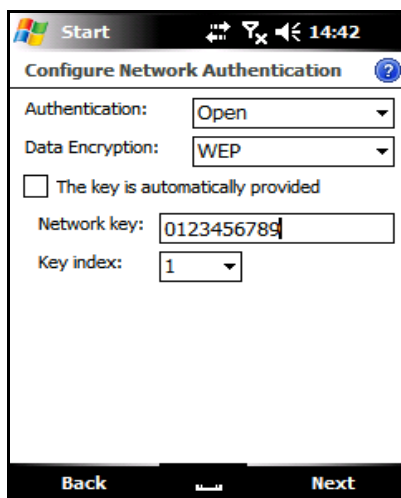 Start 14:42
Configure Network Authentication ?
Authentication: Open
Data Encryption: WEP
The key is automatically provided
Network key: 0123456789
Key index: 1
Back Next